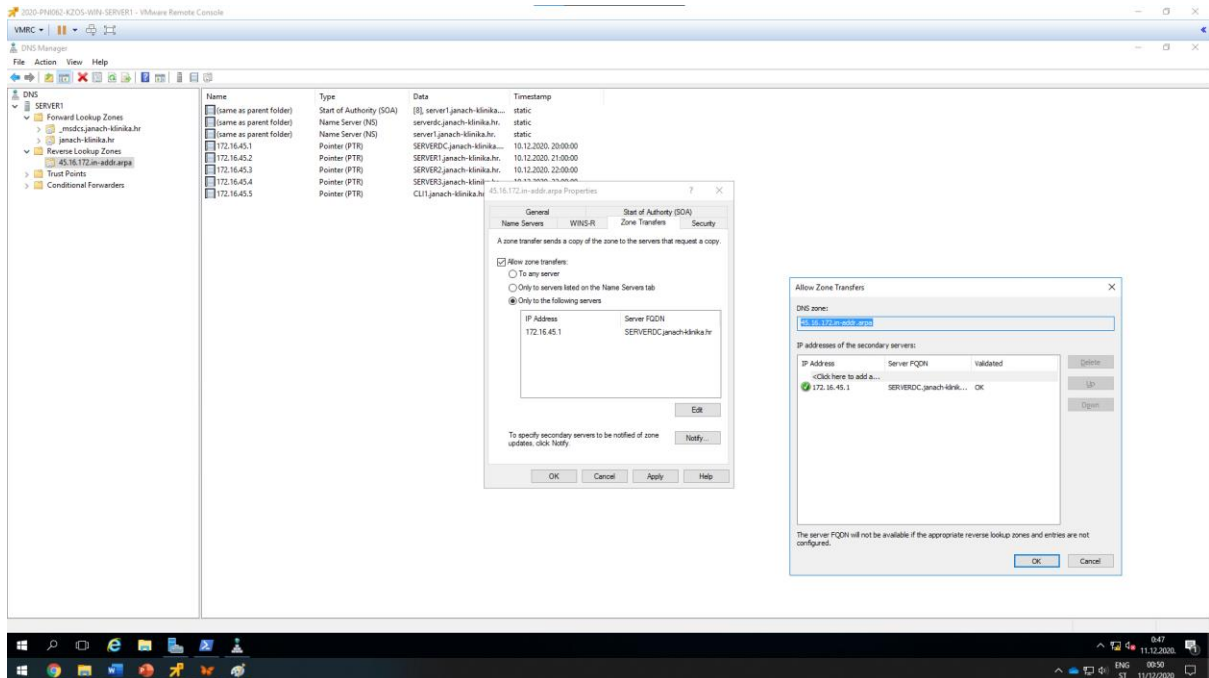 2020-PNI062-KZOS-WIN-SERVER1 - VMware Remote Console
VMRC
DNS Manager
File Action View Help
DNS
SERVER1
Forward Lookup Zones
_msdcs.janach-klinika.hr
janach-klinika.hr
Reverse Lookup Zones
45.16.172.in-addr.arpa
Trust Points
Conditional Forwarders
Name Type Data Timestamp
(same as parent folder) Start of Authority (SOA) [8], server1.janach-klinika.... static
(same as parent folder) Name Server (NS) serverdc.janach-klinika.hr. static
(same as parent folder) Name Server (NS) server1.janach-klinika.hr. static
172.16.45.1 Pointer (PTR) SERVERDC.janach-klinika.... 10.12.2020. 20:00:00
172.16.45.2 Pointer (PTR) SERVER1.janach-klinika.hr. 10.12.2020. 21:00:00
172.16.45.3 Pointer (PTR) SERVER2.janach-klinika.hr. 10.12.2020. 22:00:00
172.16.45.4 Pointer (PTR)
172.16.45.5 Pointer (PTR)
45.16.172.in-addr.arpa Properties ?
General Start of Authority (SOA)
Name Servers WINS-R Zone Transfers Security
A zone transfer sends a copy of the zone to the servers that request a copy.
Allow zone transfers:
To any server
Only to servers listed on the Name Servers tab
Only to the following servers
IP Address Server FQDN
172.16.45.1 SERVERDC.janach-klinika.hr
Edit
To specify secondary servers to be notified of zone
updates, click Notify.
Notify...
OK Cancel Apply Help
Allow Zone Transfers
DNS zone:
45.16.172.in-addr.arpa
IP addresses of the secondary servers:
IP Address Server FQDN Validated
<Click here to add a...
172.16.45.1 SERVERDC.janach-klinik... OK
Delete
Up
Down
The server FQDN will not be available if the appropriate reverse lookup zones and entries are not
configured.
OK Cancel
0:47
11.12.2020.
ENG 00:50
ST 11/12/2020